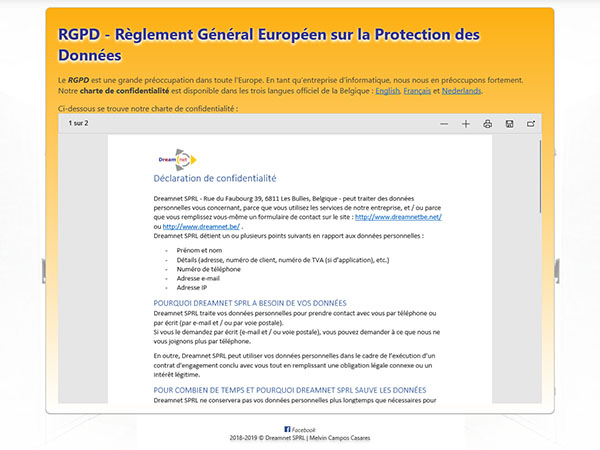 RGPD - Règlement Général Européen sur la Protection des
Données
Le RGPD est une grande préoccupation dans toute l'Europe. En tant qu'entreprise d'informatique, nous nous en préoccupons fortement.
Notre charte de confidentialité est disponible dans les trois langues officiel de la Belgique : English, Français et Nederlands.
Ci-dessous se trouve notre charte de confidentialité :
1 sur 2
Dreamnet
Déclaration de confidentialité
Dreamnet SPRL - Rue du Faubourg 39, 6811 Les Bulles, Belgique - peut traiter des données
personnelles vous concernant, parce que vous utilisez les services de notre entreprise, et / ou parce
que vous remplissez vous-même un formulaire de contact sur le site : http://www.dreamnetbe.net/
ou http://www.dreamnet.be/ .
Dreamnet SPRL détient un ou plusieurs points suivants en rapport aux données personnelles :
- Prénom et nom
- Détails (adresse, numéro de client, numéro de TVA (si d'application), etc.)
- Numéro de téléphone
- Adresse e-mail
- Adresse IP
POURQUOI DREAMNET SPRL A BESOIN DE VOS DONNÉES
Dreamnet SPRL traite vos données personnelles pour prendre contact avec vous par téléphone ou
par écrit (par e-mail et / ou par voie postale).
Si vous le demandez par écrit (e-mail et / ou voie postale), vous pouvez demander à ce que nous ne
vous joignons plus par téléphone.
En outre, Dreamnet SPRL peut utiliser vos données personnelles dans le cadre de l'exécution d'un
contrat d'engagement conclu avec vous tout en remplissant une obligation légale connexe ou un
intérêt légitime.
POUR COMBIEN DE TEMPS ET POURQUOI DREAMNET SPRL SAUVE LES DONNÉES
Dreamnet SPRL ne conservera pas vos données personnelles plus longtemps que nécessaires pour
Facebook
2018-2019 © Dreamnet SPRL | Melvin Campos Casares